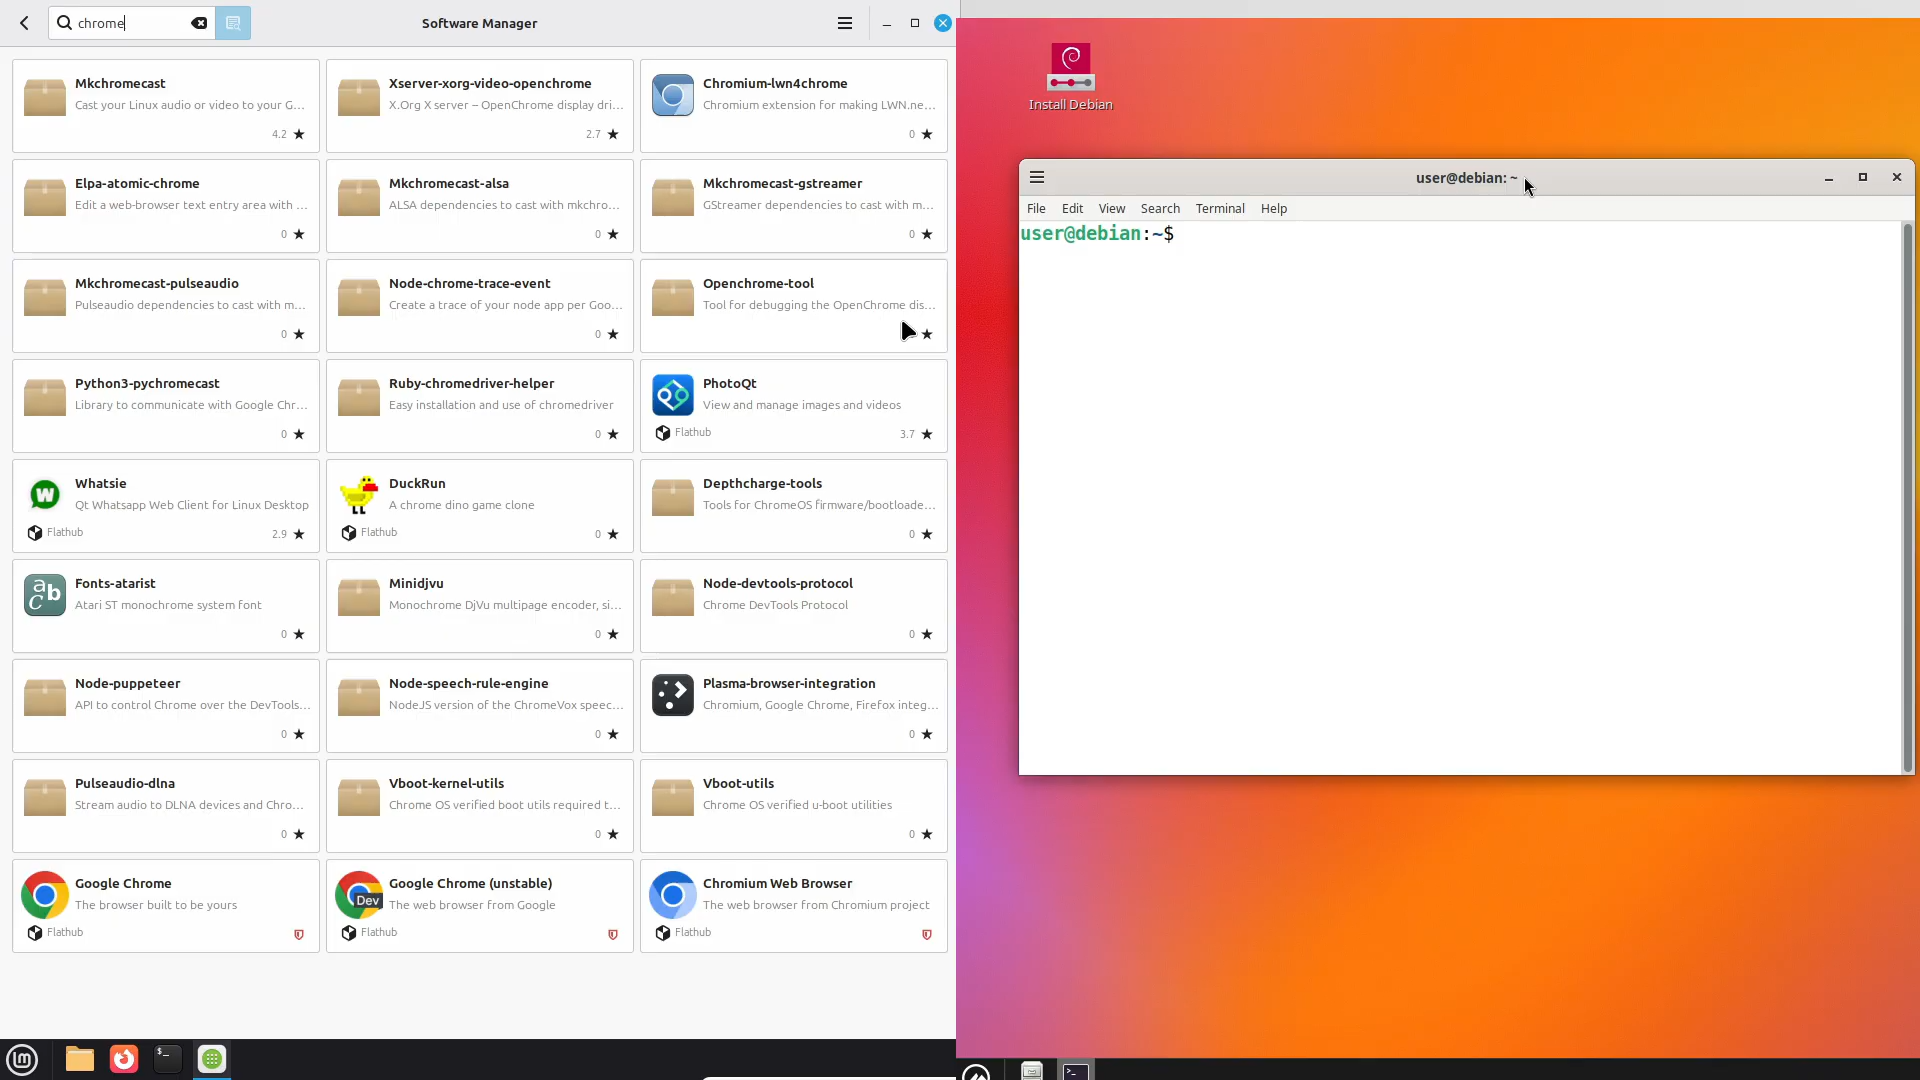 chrome
Software Manager
Mkchromecast
Cast your Linux audio or video to your G...
4.2
Xserver-xorg-video-openchrome
X.Org X server – OpenChrome display dri...
2.7
Chromium-lwn4chrome
Chromium extension for making LWN.ne...
0
Elpa-atomic-chrome
Edit a web-browser text entry area with ...
0
Mkchromecast-alsa
ALSA dependencies to cast with mkchro...
0
Mkchromecast-gstreamer
GStreamer dependencies to cast with m...
0
Mkchromecast-pulseaudio
Pulseaudio dependencies to cast with m...
0
Node-chrome-trace-event
Create a trace of your node app per Goo...
0
Openchrome-tool
Tool for debugging the OpenChrome dis...
Python3-pychromecast
Library to communicate with Google Chr...
0
Ruby-chromedriver-helper
Easy installation and use of chromedriver
0
PhotoQt
View and manage images and videos
Flathub 3.7
Whatsie
Qt Whatsapp Web Client for Linux Desktop
Flathub 2.9
DuckRun
A chrome dino game clone
Flathub 0
Depthcharge-tools
Tools for ChromeOS firmware/bootloade...
0
Fonts-atarist
Atari ST monochrome system font
0
Minidjvu
Monochrome DjVu multipage encoder, si...
0
Node-devtools-protocol
Chrome DevTools Protocol
0
Node-puppeteer
API to control Chrome over the DevTools...
0
Node-speech-rule-engine
NodeJS version of the ChromeVox speec...
0
Plasma-browser-integration
Chromium, Google Chrome, Firefox integ...
0
Pulseaudio-dlna
Stream audio to DLNA devices and Chro...
0
Vboot-kernel-utils
Chrome OS verified boot utils required t...
0
Vboot-utils
Chrome OS verified u-boot utilities
0
Google Chrome
The browser built to be yours
Flathub
Dev
Google Chrome (unstable)
The web browser from Google
Flathub
Chromium Web Browser
The web browser from Chromium project
Flathub
Install Debian
user@debian: ~
File Edit View Search Terminal Help
user@debian:~$